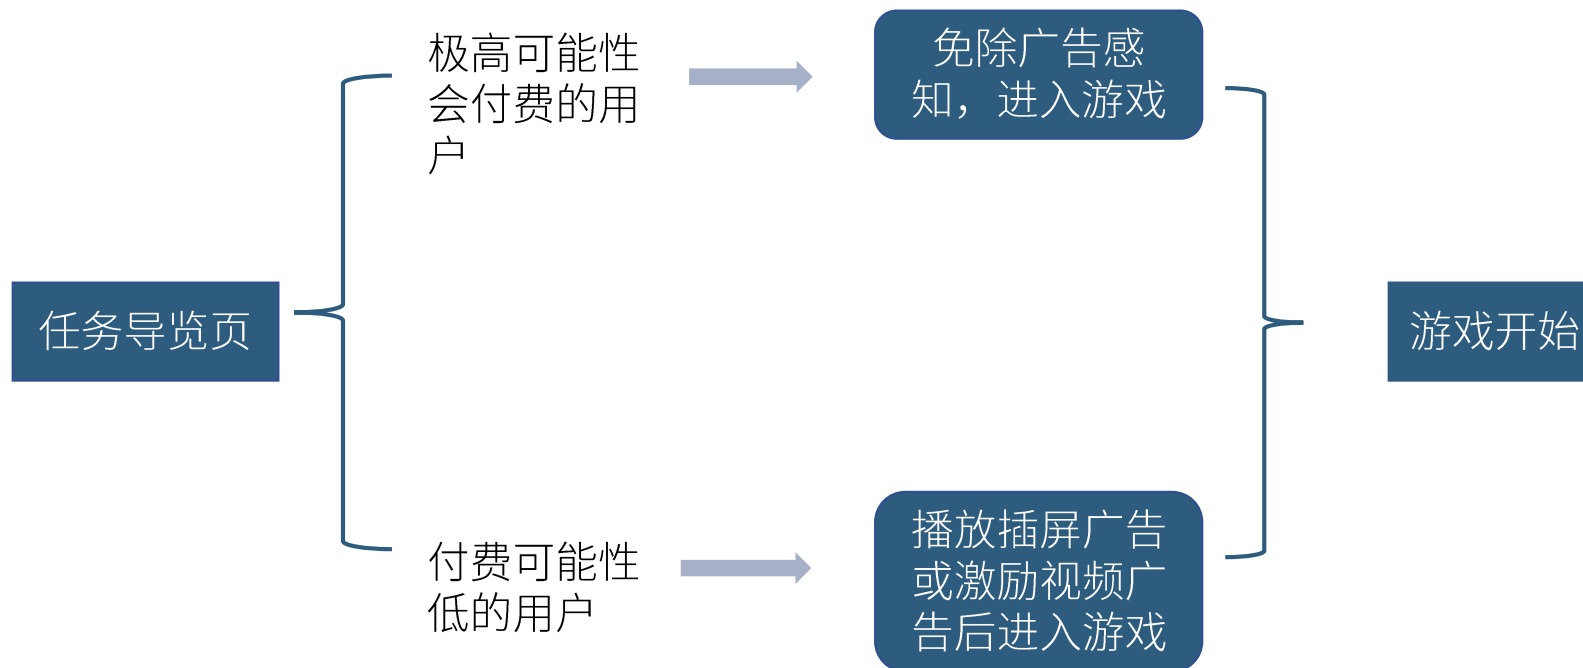 任务导览页
极高可能性
会付费的用
户
免除广告感
知，进入游戏
付费可能性
低的用户
播放插屏广告
或激励视频广
告后进入游戏
游戏开始